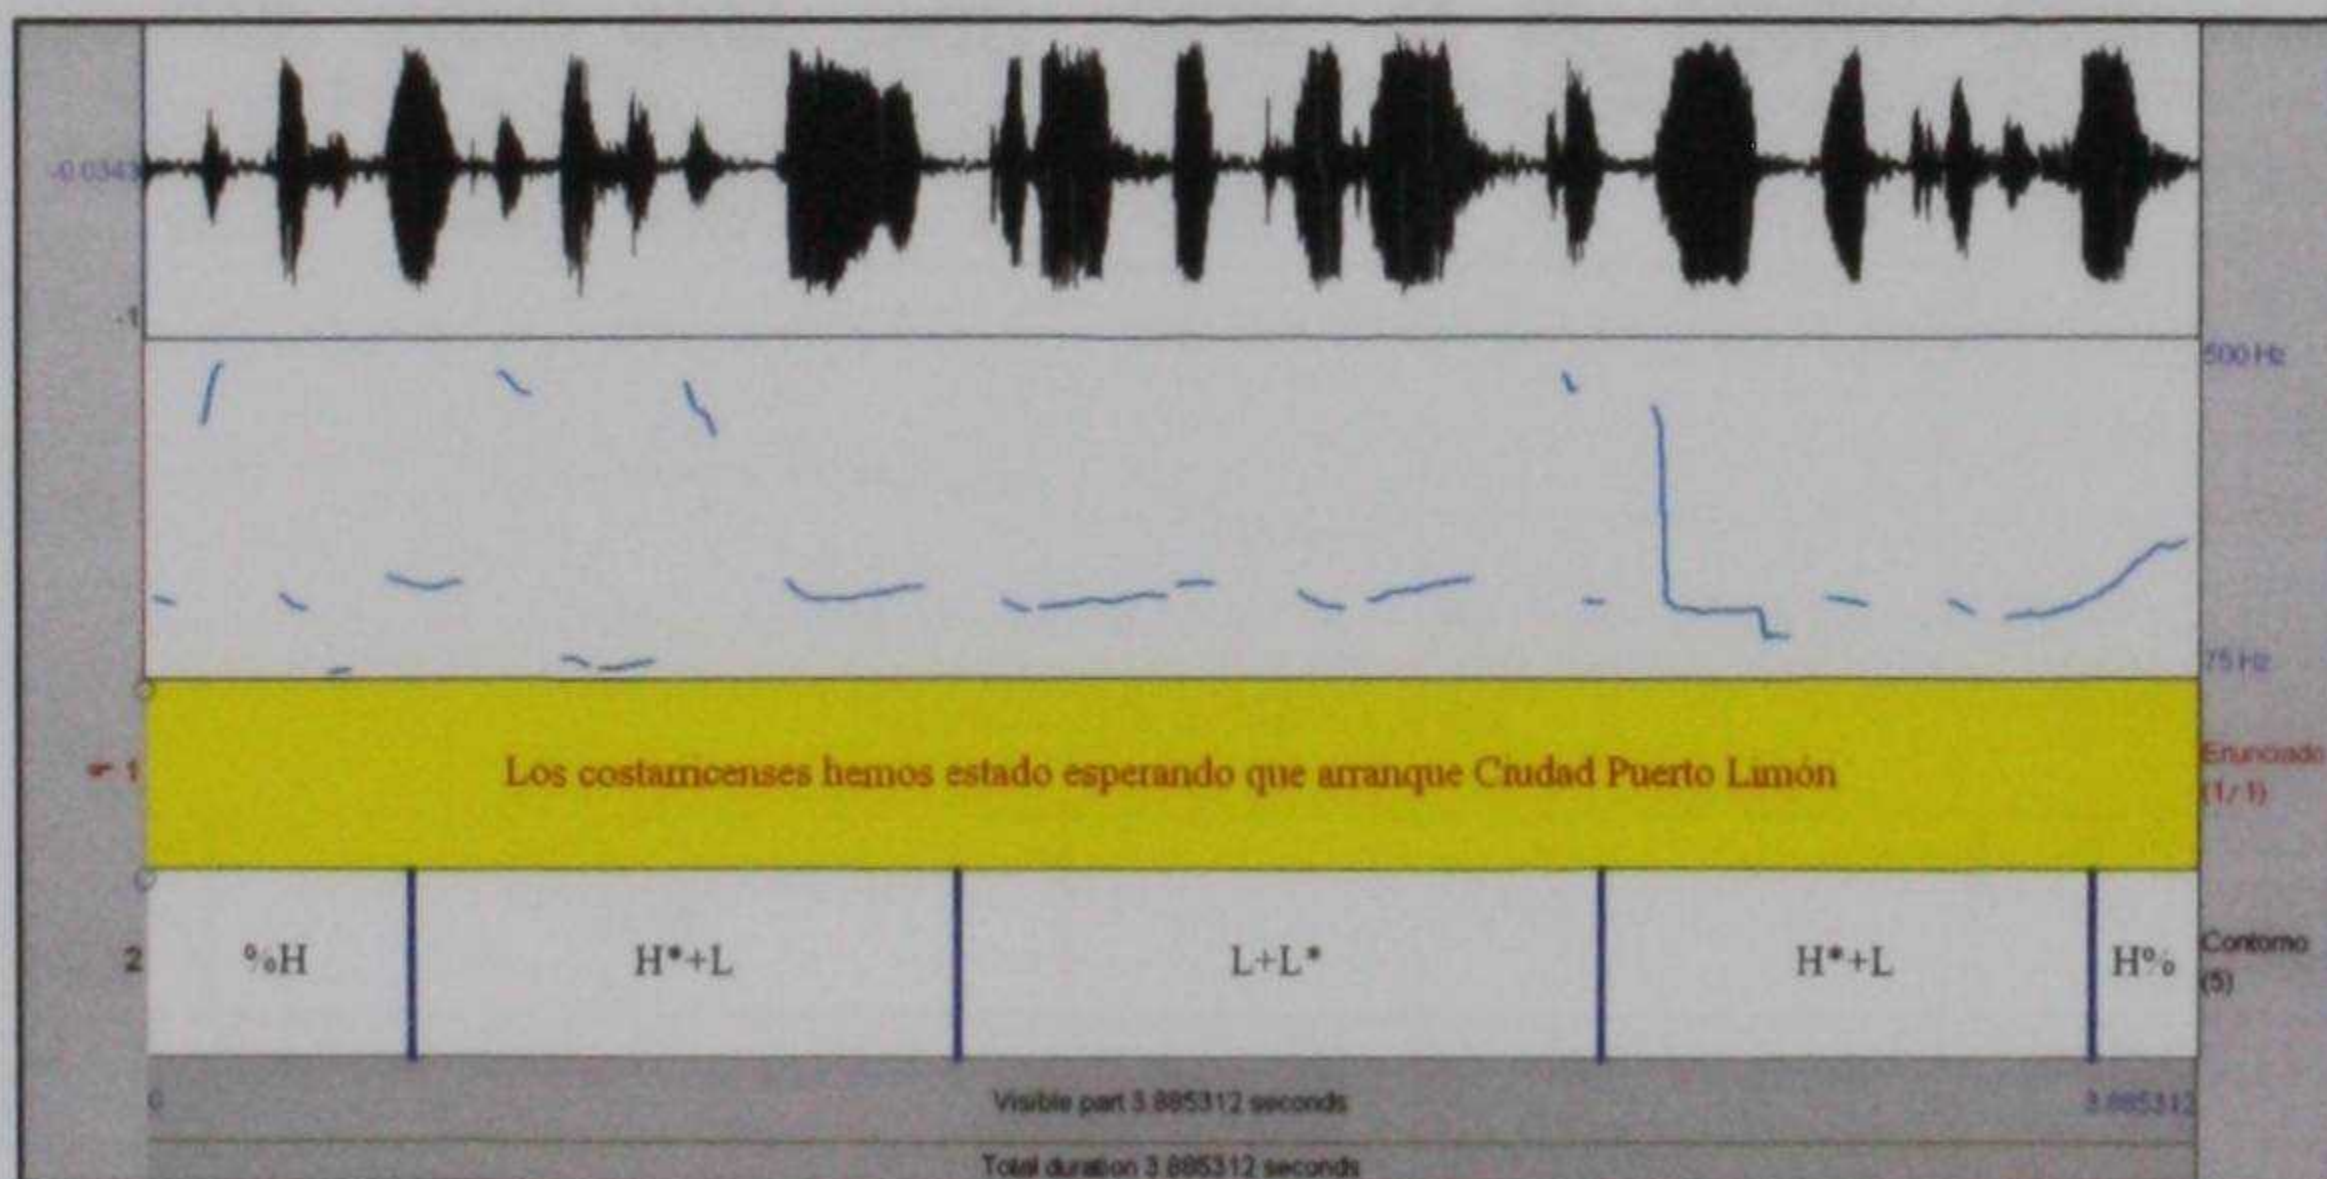 -0.0343
-1
500 Hz
75 Hz
1
Los costarricenses hemos estado esperando que arranque Ciudad Puerto Limón
Enunciado
(1/1)
2
%H
H*+L
L+L*
H*+L
H%
Contorno
(5)
0
Visible part 3.885312 seconds
3.885312
Total duration 3.885312 seconds